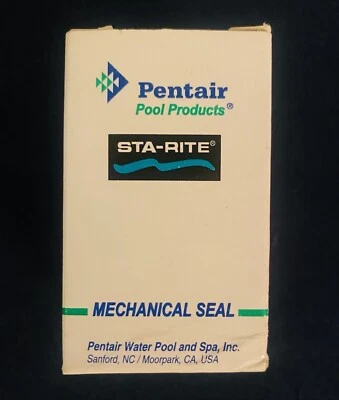 Pentair
Pool Products®
STA-RITE®
MECHANICAL SEAL
Pentair Water Pool and Spa, Inc.
Sanford, NC / Moorpark, CA, USA